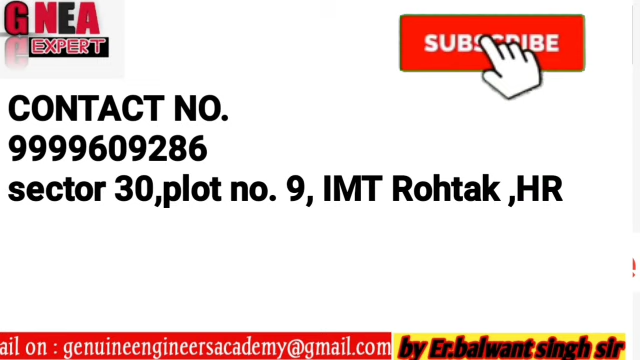 GNEA
EXPERT
SUBSCRIBE
CONTACT NO.
9999609286
sector 30,plot no. 9, IMT Rohtak ,HR
ail on : genuineengineersacademy@gmail.com
by Er.balwant singh sir